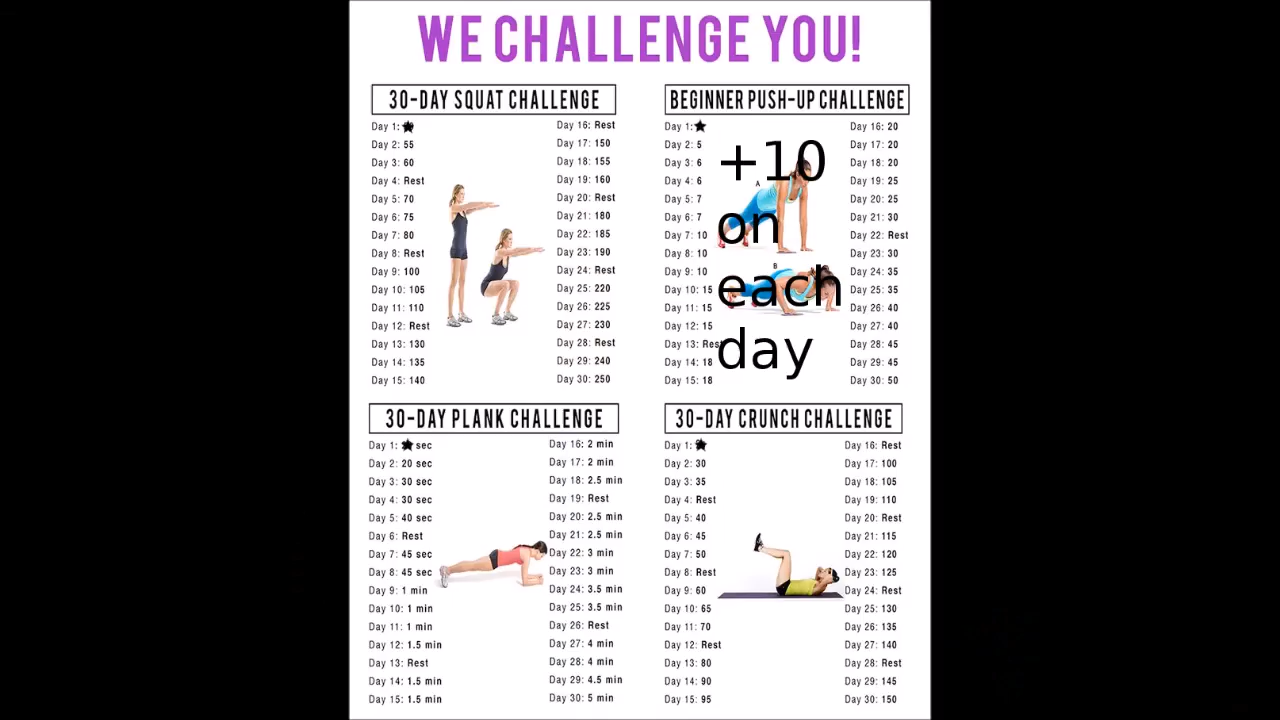 WE CHALLENGE YOU!
30-DAY SQUAT CHALLENGE
Day 1:
Day 2: 55
Day 3: 60
Day 4: Rest
Day 5: 70
Day 6: 75
Day 7: 80
Day 8: Rest
Day 9: 100
Day 10: 105
Day 11: 110
Day 12: Rest
Day 13: 130
Day 14: 135
Day 15: 140
Day 16: Rest
Day 17: 150
Day 18: 155
Day 19: 160
Day 20: Rest
Day 21: 180
Day 22: 185
Day 23: 190
Day 24: Rest
Day 25: 220
Day 26: 225
Day 27: 230
Day 28: Rest
Day 29: 240
Day 30: 250
BEGINNER PUSH-UP CHALLENGE
Day 1:
Day 2: 5
Day 3: 6
Day 4: 6
Day 5: 7
Day 6: 7
Day 7: 10
Day 8: 10
Day 9: 10
Day 10: 15
Day 11: 15
Day 12: 15
Day 13: Rest
Day 14: 18
Day 15: 18
+10
on
each
day
A
B
Day 16: 20
Day 17: 20
Day 18: 20
Day 19: 25
Day 20: 25
Day 21: 30
Day 22: Rest
Day 23: 30
Day 24: 35
Day 25: 35
Day 26: 40
Day 27: 40
Day 28: 45
Day 29: 45
Day 30: 50
30-DAY PLANK CHALLENGE
Day 1: sec
Day 2: 20 sec
Day 3: 30 sec
Day 4: 30 sec
Day 5: 40 sec
Day 6: Rest
Day 7: 45 sec
Day 8: 45 sec
Day 9: 1 min
Day 10: 1 min
Day 11: 1 min
Day 12: 1.5 min
Day 13: Rest
Day 14: 1.5 min
Day 15: 1.5 min
Day 16: 2 min
Day 17: 2 min
Day 18: 2.5 min
Day 19: Rest
Day 20: 2.5 min
Day 21: 2.5 min
Day 22: 3 min
Day 23: 3 min
Day 24: 3.5 min
Day 25: 3.5 min
Day 26: Rest
Day 27: 4 min
Day 28: 4 min
Day 29: 4.5 min
Day 30: 5 min
30-DAY CRUNCH CHALLENGE
Day 1:
Day 2: 30
Day 3: 35
Day 4: Rest
Day 5: 40
Day 6: 45
Day 7: 50
Day 8: Rest
Day 9: 60
Day 10: 65
Day 11: 70
Day 12: Rest
Day 13: 80
Day 14: 90
Day 15: 95
Day 16: Rest
Day 17: 100
Day 18: 105
Day 19: 110
Day 20: Rest
Day 21: 115
Day 22: 120
Day 23: 125
Day 24: Rest
Day 25: 130
Day 26: 135
Day 27: 140
Day 28: Rest
Day 29: 145
Day 30: 150